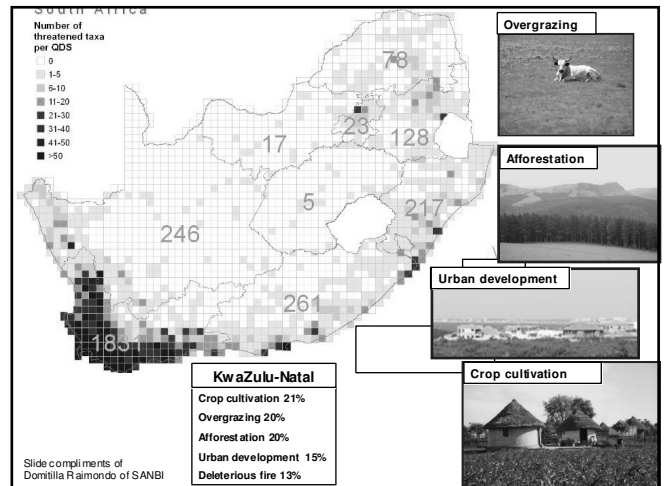 South Africa
Number of
threatened taxa
per QDS
0
1-5
6-10
11-20
21-30
31-40
41-50
>50
78
23
128
17
5
217
246
261
Overgrazing
Afforestation
Urban development
Crop cultivation
KwaZulu-Natal
Crop cultivation 21%
Overgrazing 20%
Afforestation 20%
Urban development 15%
Deleterious fire 13%
Slide compliments of
Domitilla Raimondo of SANBI